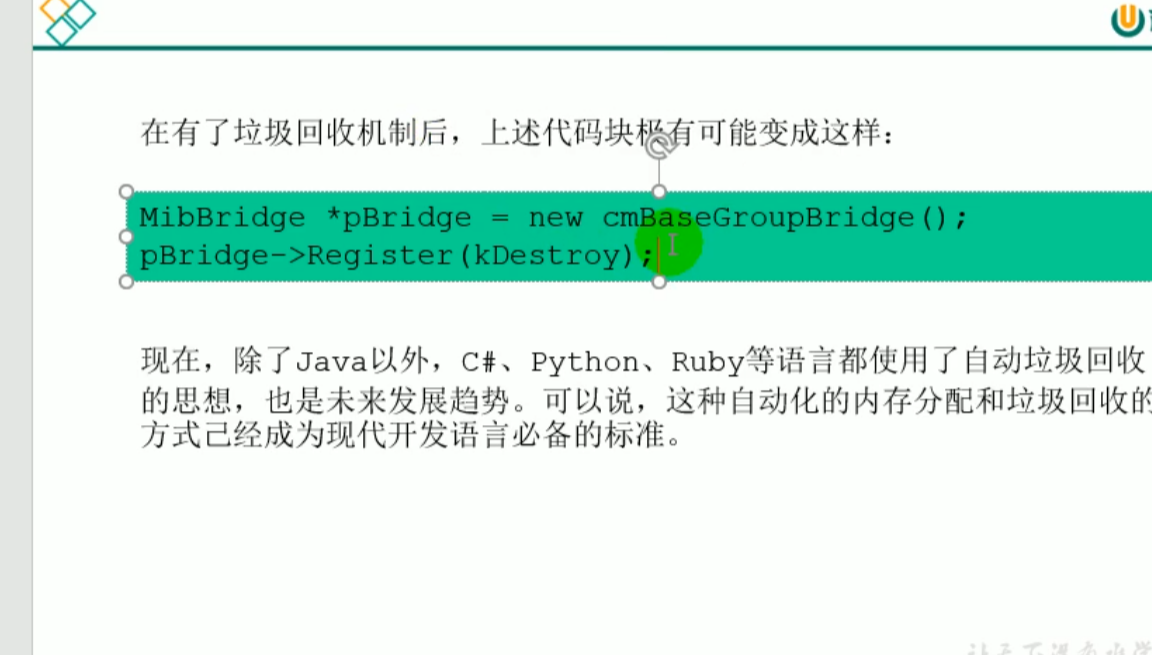 在有了垃圾回收机制后，上述代码块极有可能变成这样：
MibBridge *pBridge = new cmBaseGroupBridge();
pBridge->Register(kDestroy);
现在，除了Java以外，C#、Python、Ruby等语言都使用了自动垃圾回收
的思想，也是未来发展趋势。可以说，这种自动化的内存分配和垃圾回收的
方式己经成为现代开发语言必备的标准。